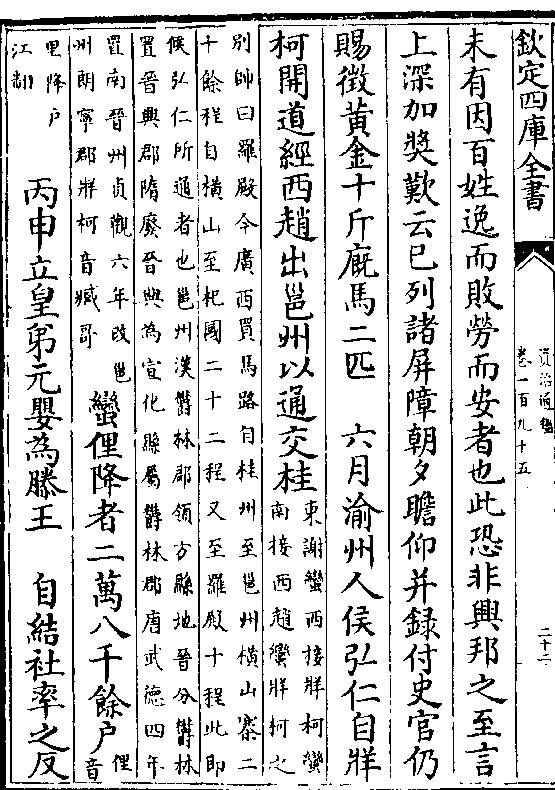 欽定四庫全書
資治通鑑
卷一百九十五
二十二
未有因百姓逸而敗勞而安者也此恐非興邦之至言
上深加奬歎云已列諸屏障朝夕瞻仰并録付史官仍
賜徴黃金十斤廐馬二匹　六月渝州人侯弘仁自牂
柯開道經西趙出邕州以通交桂
東謝蠻西接牂柯蠻
南接西趙蠻牂柯之
别帥曰羅殿今廣西買馬路自桂州至邕州横山寨二
十餘程自横山至杞國二十二程又至羅殿十程此即
侯弘仁所通者也邕州漢欝林郡領方縣地晉分欝林
置晉興郡隋廢晉興為宣化縣屬欝林郡唐武德四年
置南晉州貞觀六年改邕
州朗寧郡牂柯音臧哥
蠻俚降者二萬八千餘户
俚
音
里降户
江翻
丙申立皇弟元嬰為滕王　自結社率之反